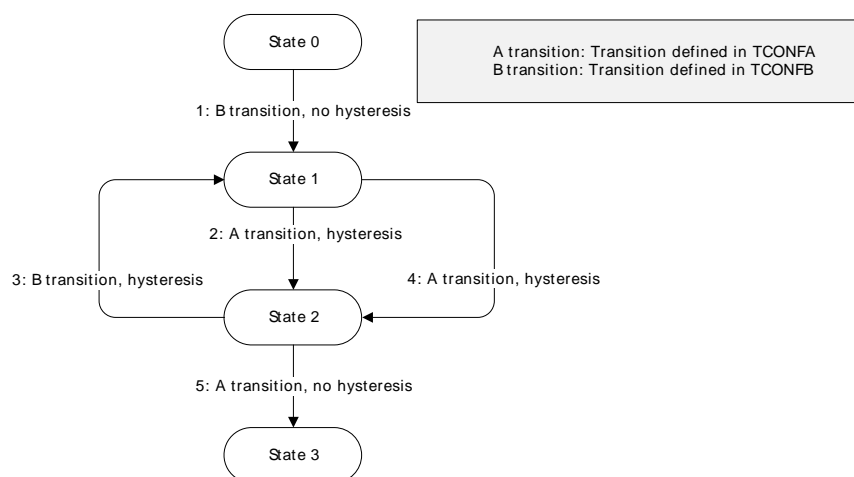 State 0
A transition: Transition defined in TCONFA
B transition: Transition defined in TCONFB
1: B transition, no hysteresis
State 1
2: A transition, hysteresis
3: B transition, hysteresis
4: A transition, hysteresis
State 2
5: A transition, no hysteresis
State 3